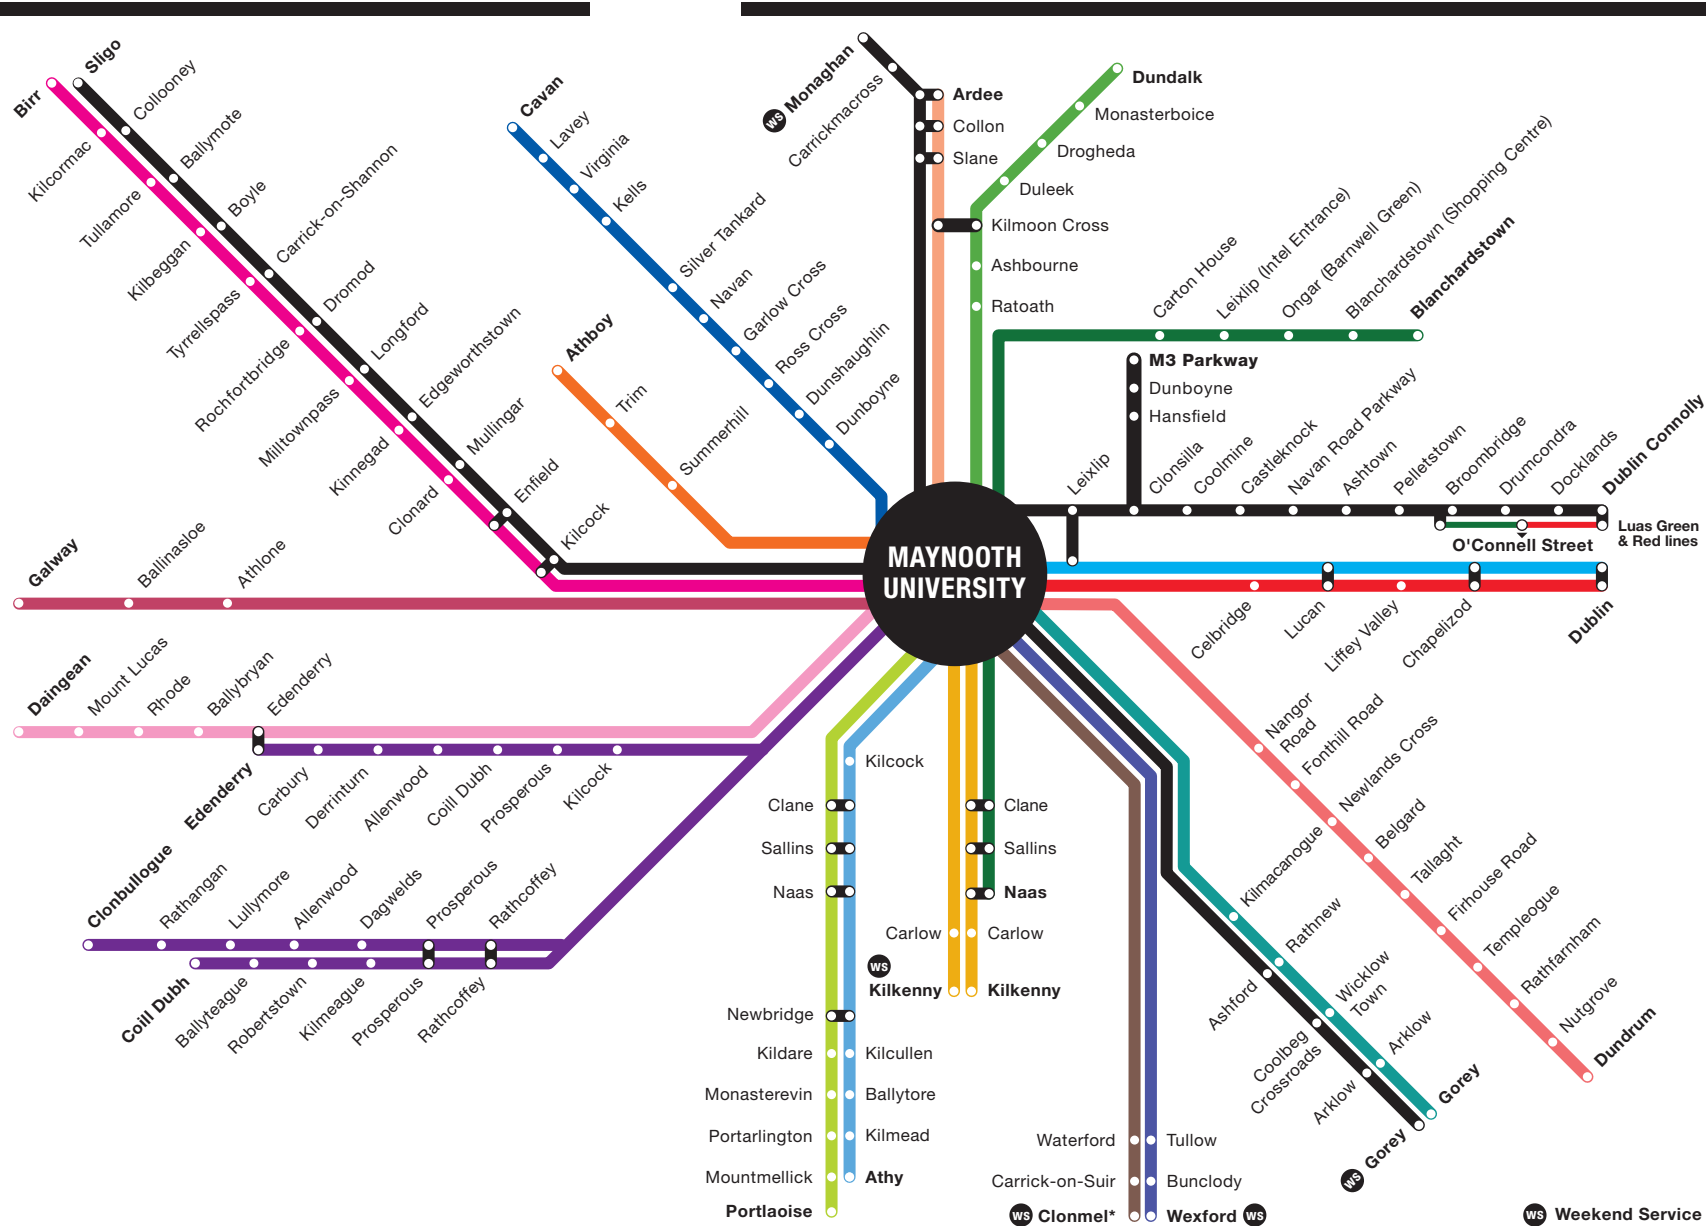 Birr
Kilcormac
Tullamore
Kilbeggan
Tyrrellspass
Rochfortbridge
Milltownpass
Kinnegad
Clonard
Sligo
Collooney
Ballymote
Boyle
Carrick-on-Shannon
Dromod
Longford
Edgeworthstown
Mullingar
Enfield
Kilcock
Cavan
Lavey
Virginia
Kells
Silver Tankard
Navan
Garlow Cross
Ross Cross
Dunshaughlin
Dunboyne
Athboy
Trim
Summerhill
WS Monaghan
Carrickmacross
Ardee
Collon
Slane
Dundalk
Monasterboice
Drogheda
Duleek
Kilmoon Cross
Ashbourne
Ratoath
Carton House
Leixlip (Intel Entrance)
Ongar (Barnwell Green)
Blanchardstown (Shopping Centre)
Blanchardstown
M3 Parkway
Dunboyne
Hansfield
Leixlip
Clonsilla
Coolmine
Castleknock
Navan Road Parkway
Ashtown
Pelletstown
Broombridge
Drumcondra
Docklands
Dublin Connolly
Luas Green
& Red lines
O'Connell Street
MAYNOOTH
UNIVERSITY
Celbridge
Lucan
Liffey Valley
Chapelizod
Dublin
Galway
Ballinasloe
Athlone
Daingean
Mount Lucas
Rhode
Ballybryan
Edenderry
Edenderry
Carbury
Derrinturn
Allenwood
Coill Dubh
Prosperous
Kilcock
Clonbullogue
Rathangan
Lullymore
Allenwood
Dagwelds
Prosperous
Rathcoffey
Coill Dubh
Ballyteague
Robertstown
Kilmeague
Prosperous
Rathcoffey
Kilcock
Clane
Sallins
Naas
Newbridge
Kildare
Monasterevin
Portarlington
Mountmellick
Portlaoise
Kilcullen
Ballytore
Kilmead
Athy
Clane
Sallins
Naas
Carlow
WS
Kilkenny
Carlow
Kilkenny
Waterford
Carrick-on-Suir
WS Clonmel*
Tullow
Bunclody
Wexford WS
Kilmacanogue
Rathnew
Wicklow
Town
Arklow
Gorey
Ashford
Coolbeg
Crossroads
Arklow
WS Gorey
Nangor
Road
Fonthill Road
Newlands Cross
Belgard
Tallaght
Firhouse Road
Templeogue
Rathfarnham
Nutgrove
Dundrum
WS Weekend Service